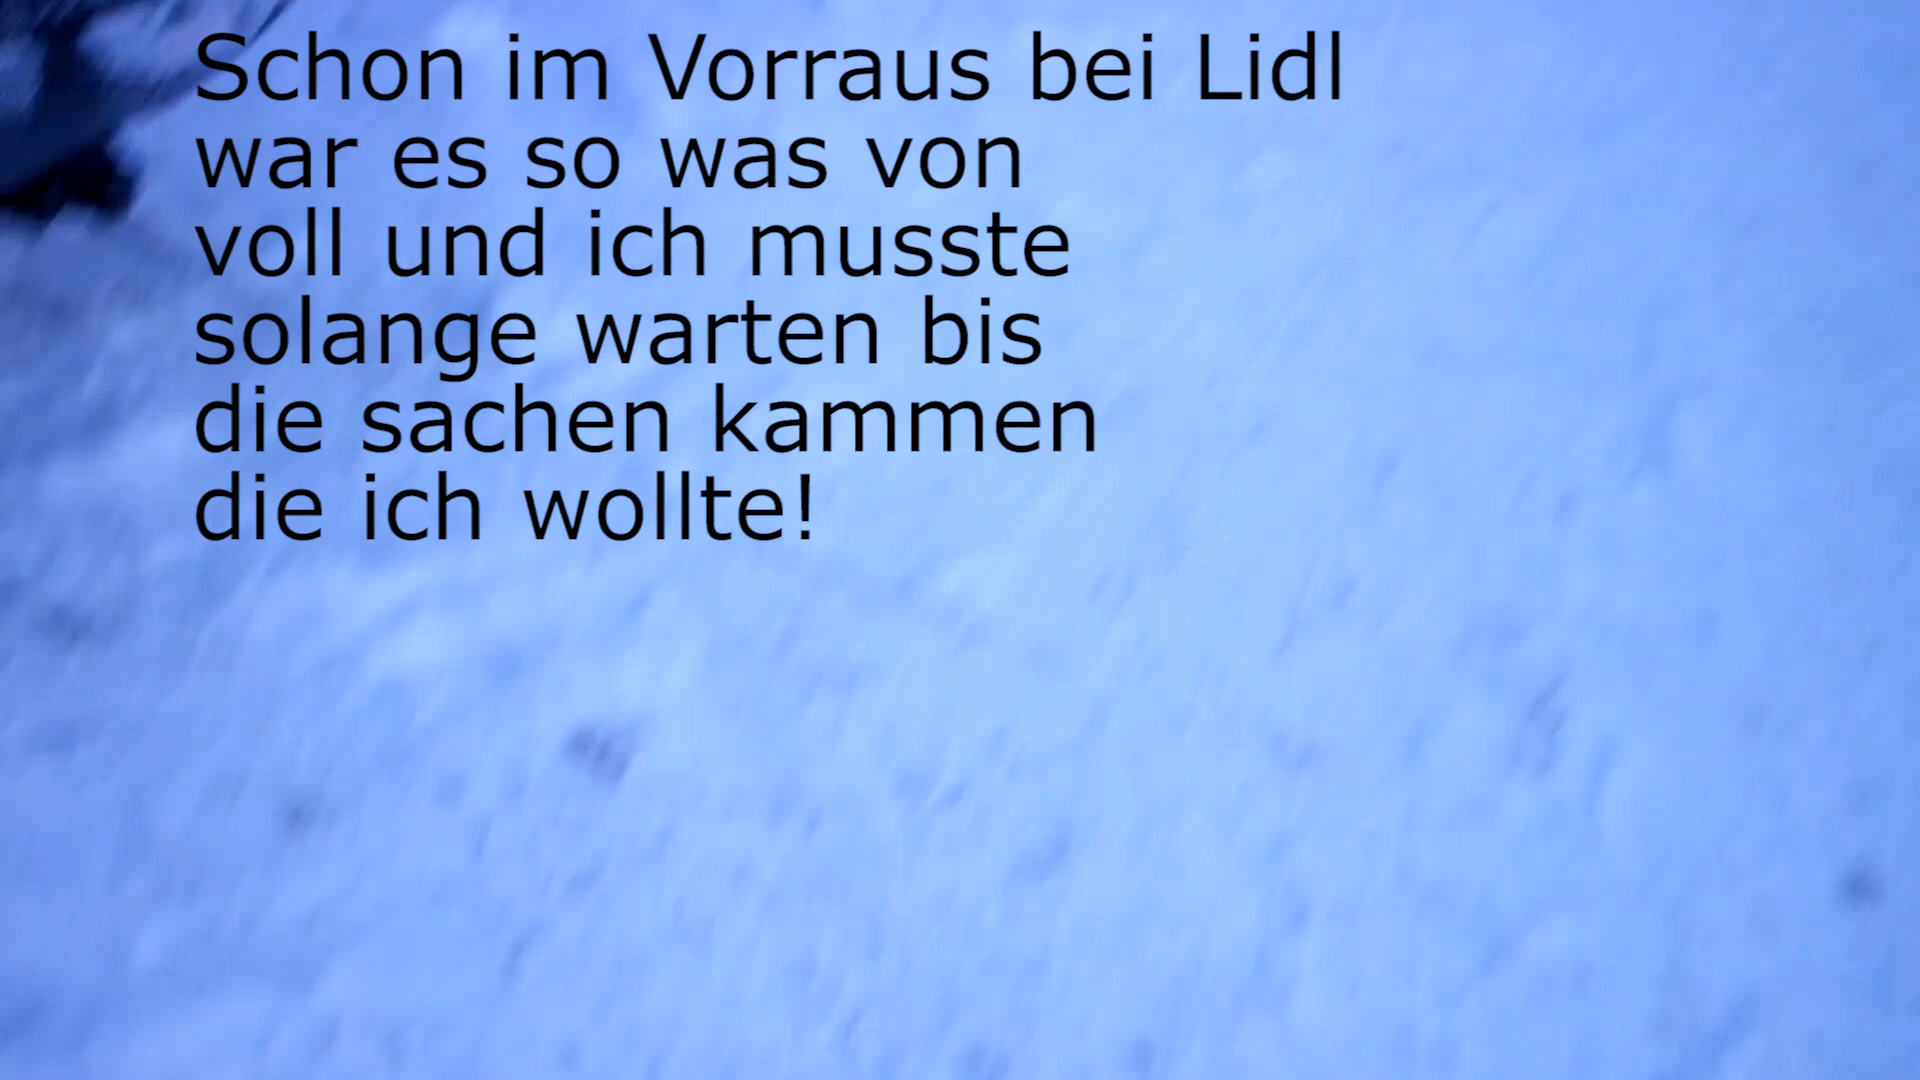 Schon im Vorraus bei Lidl
war es so was von
voll und ich musste
solange warten bis
die sachen kammen
die ich wollte!